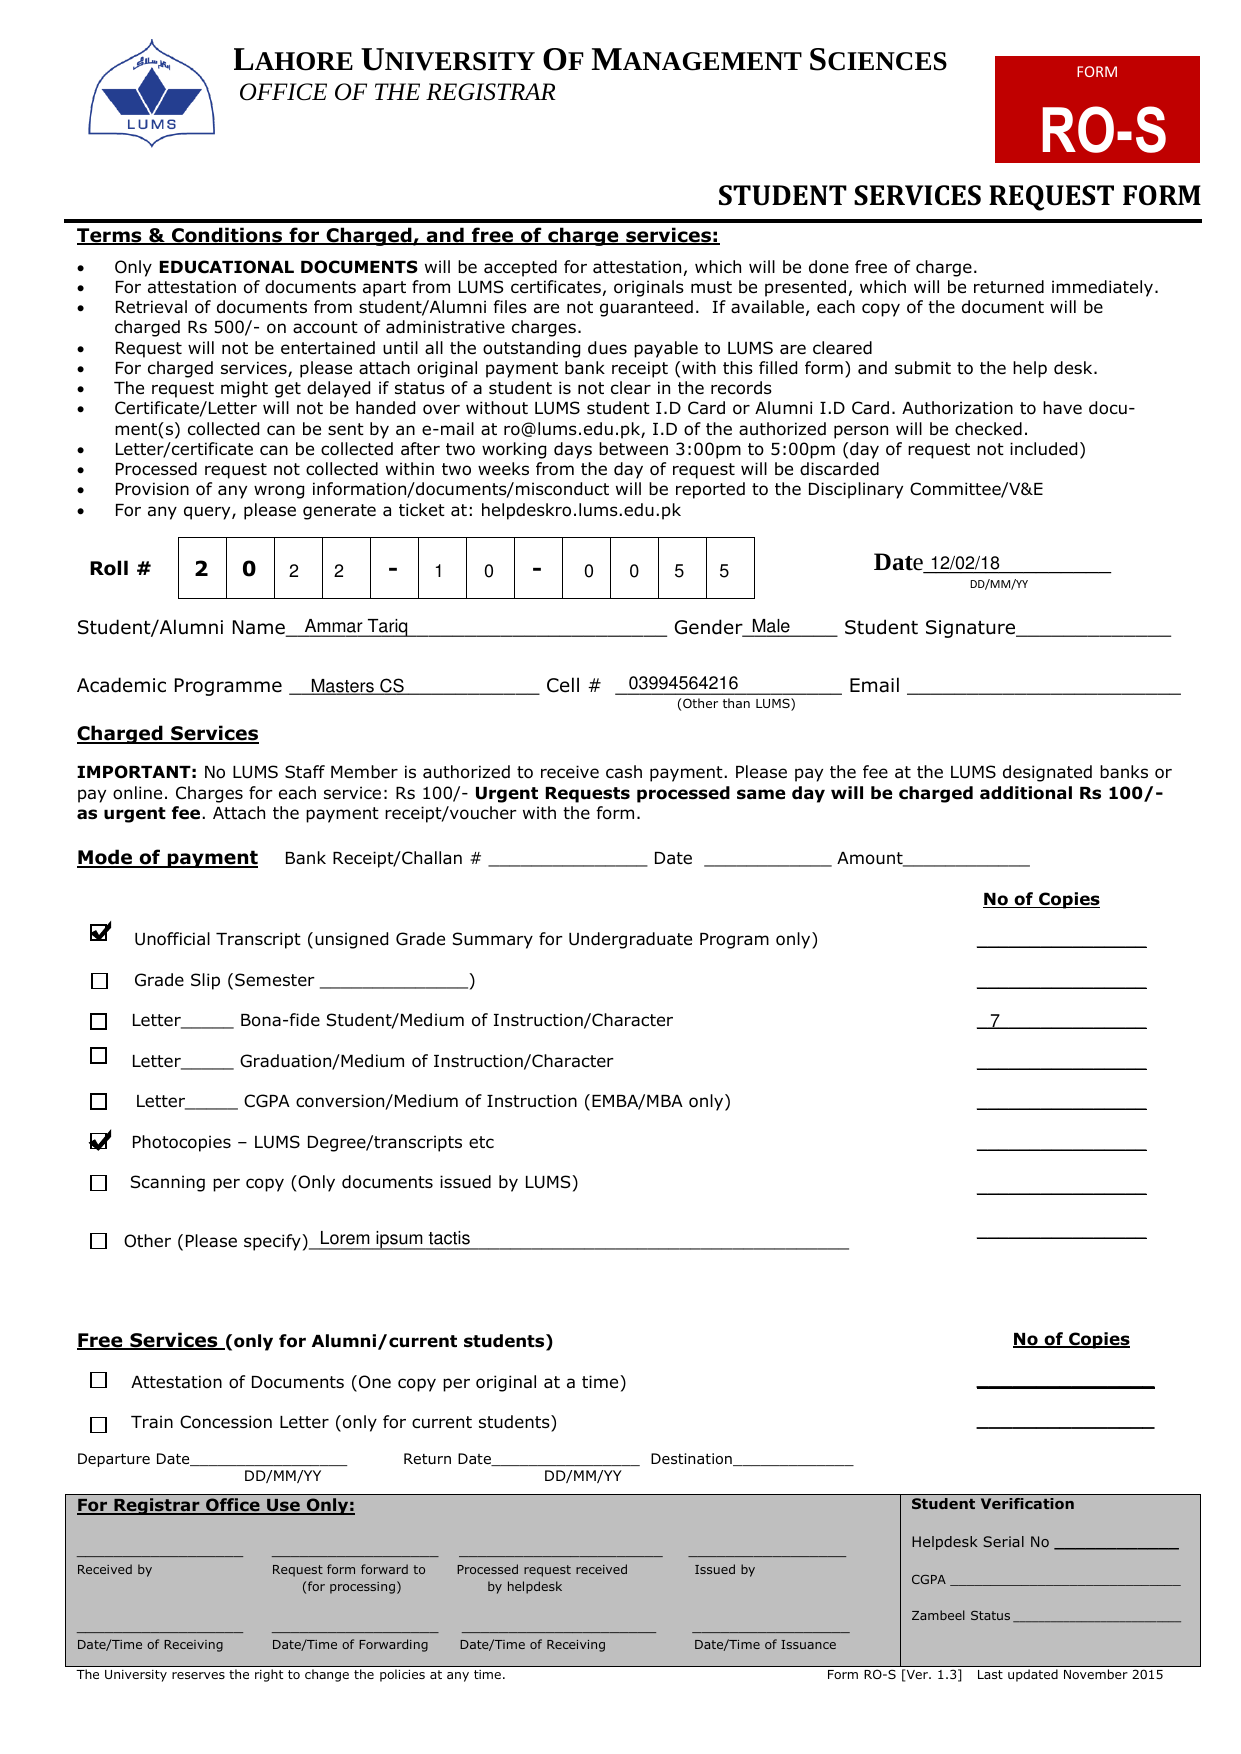 LUMS
LAHORE UNIVERSITY OF MANAGEMENT SCIENCES
OFFICE OF THE REGISTRAR
FORM
RO-S
STUDENT SERVICES REQUEST FORM
Terms & Conditions for Charged, and free of charge services:
• Only EDUCATIONAL DOCUMENTS will be accepted for attestation, which will be done free of charge.
• For attestation of documents apart from LUMS certificates, originals must be presented, which will be returned immediately.
• Retrieval of documents from student/Alumni files are not guaranteed. If available, each copy of the document will be
charged Rs 500/- on account of administrative charges.
• Request will not be entertained until all the outstanding dues payable to LUMS are cleared
• For charged services, please attach original payment bank receipt (with this filled form) and submit to the help desk.
• The request might get delayed if status of a student is not clear in the records
• Certificate/Letter will not be handed over without LUMS student I.D Card or Alumni I.D Card. Authorization to have docu-
ment(s) collected can be sent by an e-mail at ro@lums.edu.pk, I.D of the authorized person will be checked.
• Letter/certificate can be collected after two working days between 3:00pm to 5:00pm (day of request not included)
• Processed request not collected within two weeks from the day of request will be discarded
• Provision of any wrong information/documents/misconduct will be reported to the Disciplinary Committee/V&E
• For any query, please generate a ticket at: helpdeskro.lums.edu.pk
Roll # 2 0 2 2 - 1 0 - 0 0 5 5 Date 12/02/18
DD/MM/YY
Student/Alumni Name Ammar Tariq Gender Male Student Signature
Academic Programme Masters CS Cell # 03994564216 Email
(Other than LUMS)
Charged Services
IMPORTANT: No LUMS Staff Member is authorized to receive cash payment. Please pay the fee at the LUMS designated banks or
pay online. Charges for each service: Rs 100/- Urgent Requests processed same day will be charged additional Rs 100/-
as urgent fee. Attach the payment receipt/voucher with the form.
Mode of payment Bank Receipt/Challan # Date Amount
No of Copies
Unofficial Transcript (unsigned Grade Summary for Undergraduate Program only)
Grade Slip (Semester )
Letter Bona-fide Student/Medium of Instruction/Character 7
Letter Graduation/Medium of Instruction/Character
Letter CGPA conversion/Medium of Instruction (EMBA/MBA only)
Photocopies – LUMS Degree/transcripts etc
Scanning per copy (Only documents issued by LUMS)
Other (Please specify) Lorem ipsum tactis
Free Services (only for Alumni/current students) No of Copies
Attestation of Documents (One copy per original at a time)
Train Concession Letter (only for current students)
Departure Date Return Date Destination
DD/MM/YY DD/MM/YY
For Registrar Office Use Only:
Received by Request form forward to Processed request received Issued by
(for processing) by helpdesk
Date/Time of Receiving Date/Time of Forwarding Date/Time of Receiving Date/Time of Issuance
Student Verification
Helpdesk Serial No
CGPA
Zambeel Status
The University reserves the right to change the policies at any time. Form RO-S [Ver. 1.3] Last updated November 2015